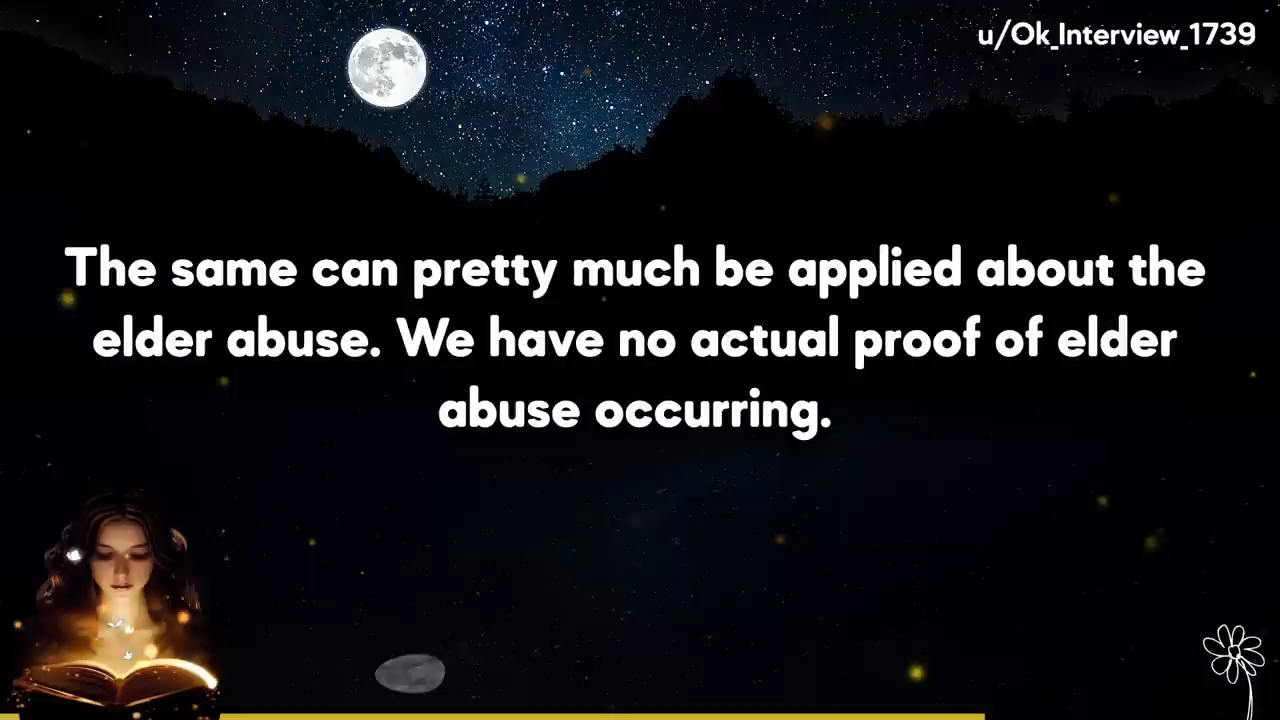 u/Ok_Interview_1739
The same can pretty much be applied about the
elder abuse. We have no actual proof of elder
abuse occurring.